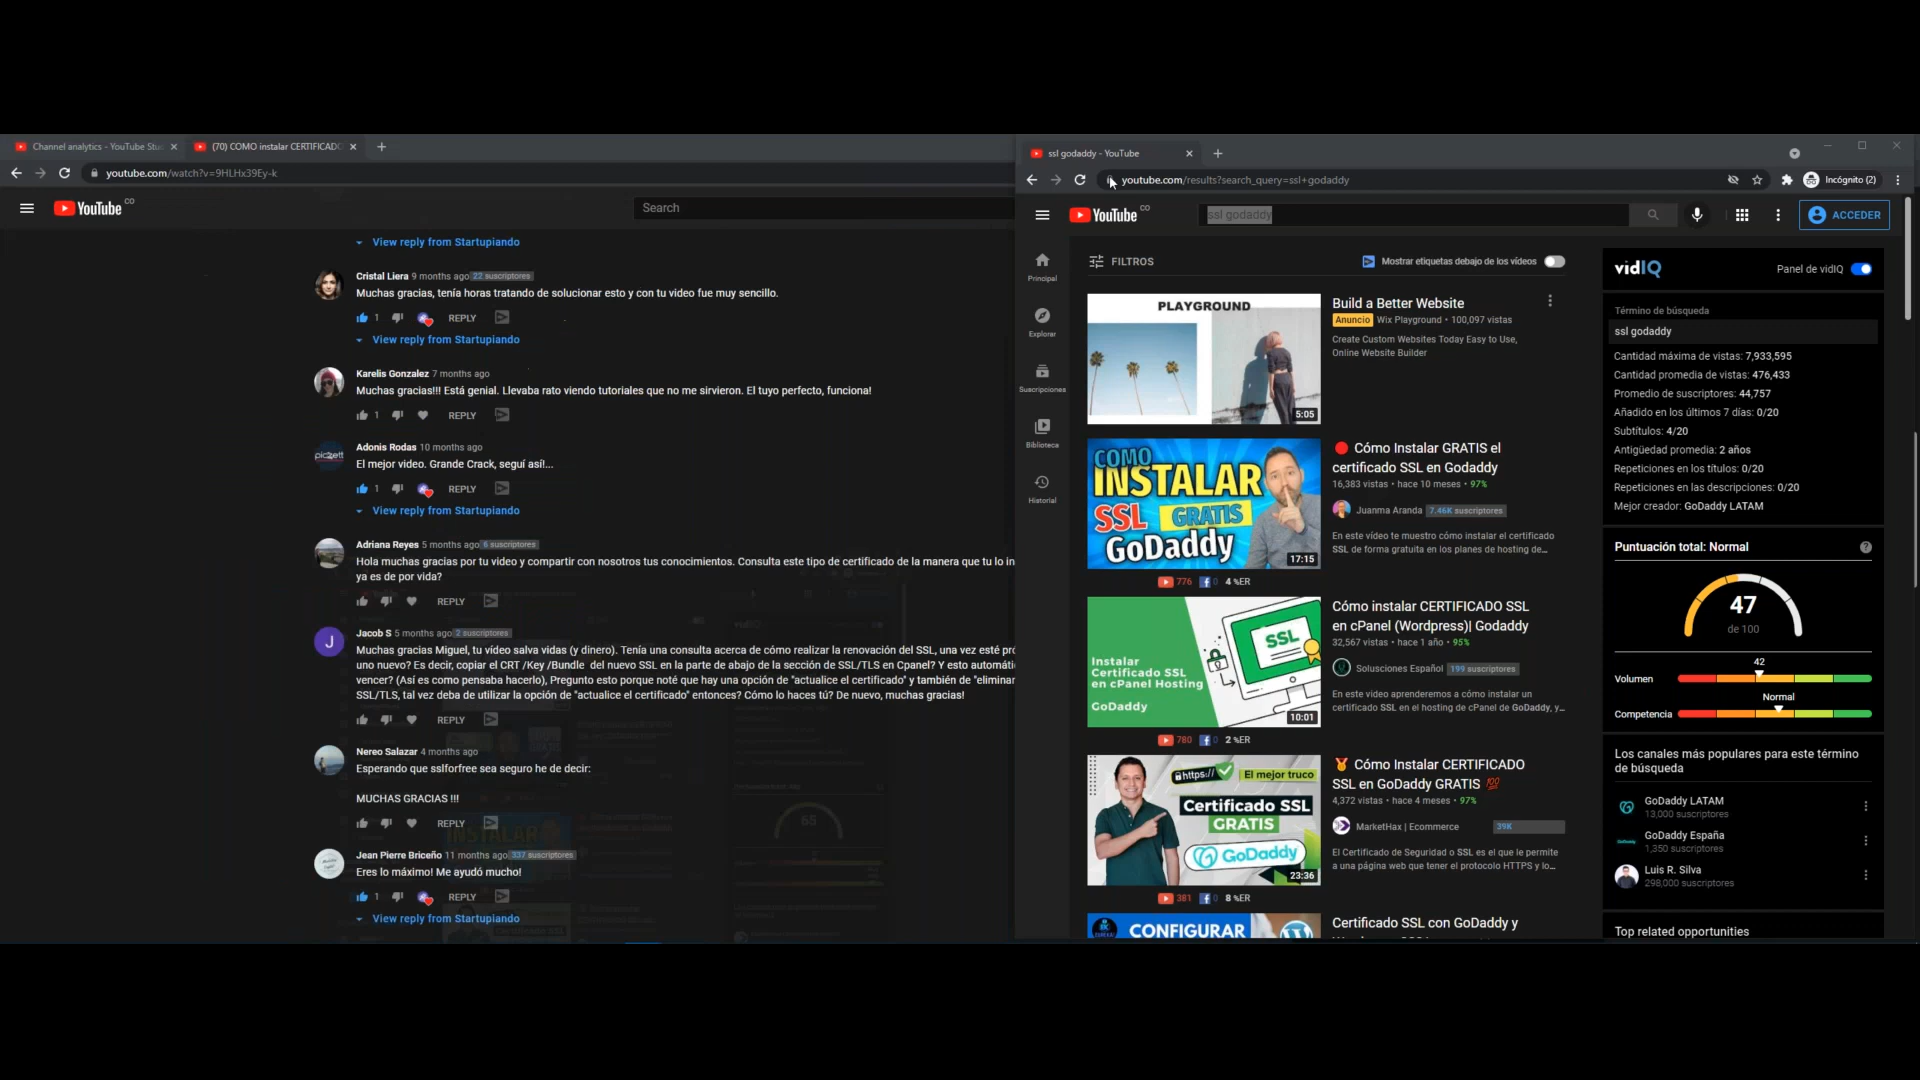 Channel analytics - YouTube Stu
(70) COMO instalar CERTIFICADO
youtube.com/watch?v=9HLHx39Ey-k
YouTube CO
Search
View reply from Startupiando
Cristal Liera 9 months ago 22 suscriptores
Muchas gracias, tenía horas tratando de solucionar esto y con tu video fue muy sencillo.
1 REPLY
View reply from Startupiando
Karelis Gonzalez 7 months ago
Muchas gracias!!! Está genial. Llevaba rato viendo tutoriales que no me sirvieron. El tuyo perfecto, funciona!
1 REPLY
Adonis Rodas 10 months ago
El mejor video. Grande Crack, seguí así!...
1 REPLY
View reply from Startupiando
Adriana Reyes 5 months ago 6 suscriptores
Hola muchas gracias por tu video y compartir con nosotros tus conocimientos. Consulta este tipo de certificado de la manera que tu lo in
ya es de por vida?
REPLY
J
Jacob S 5 months ago 2 suscriptores
Muchas gracias Miguel, tu vídeo salva vidas (y dinero). Tenía una consulta acerca de cómo realizar la renovación del SSL, una vez esté pró
uno nuevo? Es decir, copiar el CRT /Key /Bundle del nuevo SSL en la parte de abajo de la sección de SSL/TLS en Cpanel? Y esto automátic
vencer? (Así es como pensaba hacerlo), Pregunto esto porque noté que hay una opción de "actualice el certificado" y también de "eliminar
SSL/TLS, tal vez deba de utilizar la opción de "actualice el certificado" entonces? Cómo lo haces tú? De nuevo, muchas gracias!
REPLY
Nereo Salazar 4 months ago
Esperando que sslforfree sea seguro he de decir:
MUCHAS GRACIAS !!!
REPLY
Jean Pierre Briceño 11 months ago 337 suscriptores
Eres lo máximo! Me ayudó mucho!
1 REPLY
View reply from Startupiando
ssl godaddy - YouTube
youtube.com/results?search_query=ssl+godaddy
Incógnito (2)
YouTube CO
ssl godaddy
ACCEDER
Principal
Explorar
Suscripciones
Biblioteca
Historial
FILTROS
Mostrar etiquetas debajo de los vídeos
PLAYGROUND
5:05
Build a Better Website
Anuncio Wix Playground • 100,097 vistas
Create Custom Websites Today Easy to Use,
Online Website Builder
COMO
INSTALAR
SSL GRATIS
GoDaddy
17:15
Cómo Instalar GRATIS el
certificado SSL en Godaddy
16,383 vistas • hace 10 meses • 97%
Juanma Aranda 7.46K suscriptores
En este vídeo te muestro cómo instalar el certificado
SSL de forma gratuita en los planes de hosting de...
776 0 4 %ER
SSL
Instalar
Certificado SSL
en cPanel Hosting
GoDaddy
10:01
Cómo instalar CERTIFICADO SSL
en cPanel (Wordpress)| Godaddy
32,567 vistas • hace 1 año • 95%
Solusciones Español 199 suscriptores
En este video aprenderemos a cómo instalar un
certificado SSL en el hosting de cPanel de GoDaddy, y...
780 0 2 %ER
https://
El mejor truco
Certificado SSL
GRATIS
GoDaddy
23:36
Cómo Instalar CERTIFICADO
SSL en GoDaddy GRATIS 💯
4,372 vistas • hace 4 meses • 97%
MarketHax | Ecommerce 39K
El Certificado de Seguridad o SSL es el que le permite
a una página web que tener el protocolo HTTPS y lo...
381 0 8 %ER
CONFIGURAR
Certificado SSL con GoDaddy y
vidIQ
Panel de vidIQ
Término de búsqueda
ssl godaddy
Cantidad máxima de vistas: 7,933,595
Cantidad promedia de vistas: 476,433
Promedio de suscriptores: 44,757
Añadido en los últimos 7 días: 0/20
Subtítulos: 4/20
Antigüedad promedia: 2 años
Repeticiones en los títulos: 0/20
Repeticiones en las descripciones: 0/20
Mejor creador: GoDaddy LATAM
Puntuación total: Normal
47
de 100
42
Volumen
Normal
Competencia
Los canales más populares para este término
de búsqueda
GoDaddy LATAM
13,000 suscriptores
GoDaddy España
1,350 suscriptores
Luis R. Silva
298,000 suscriptores
Top related opportunities